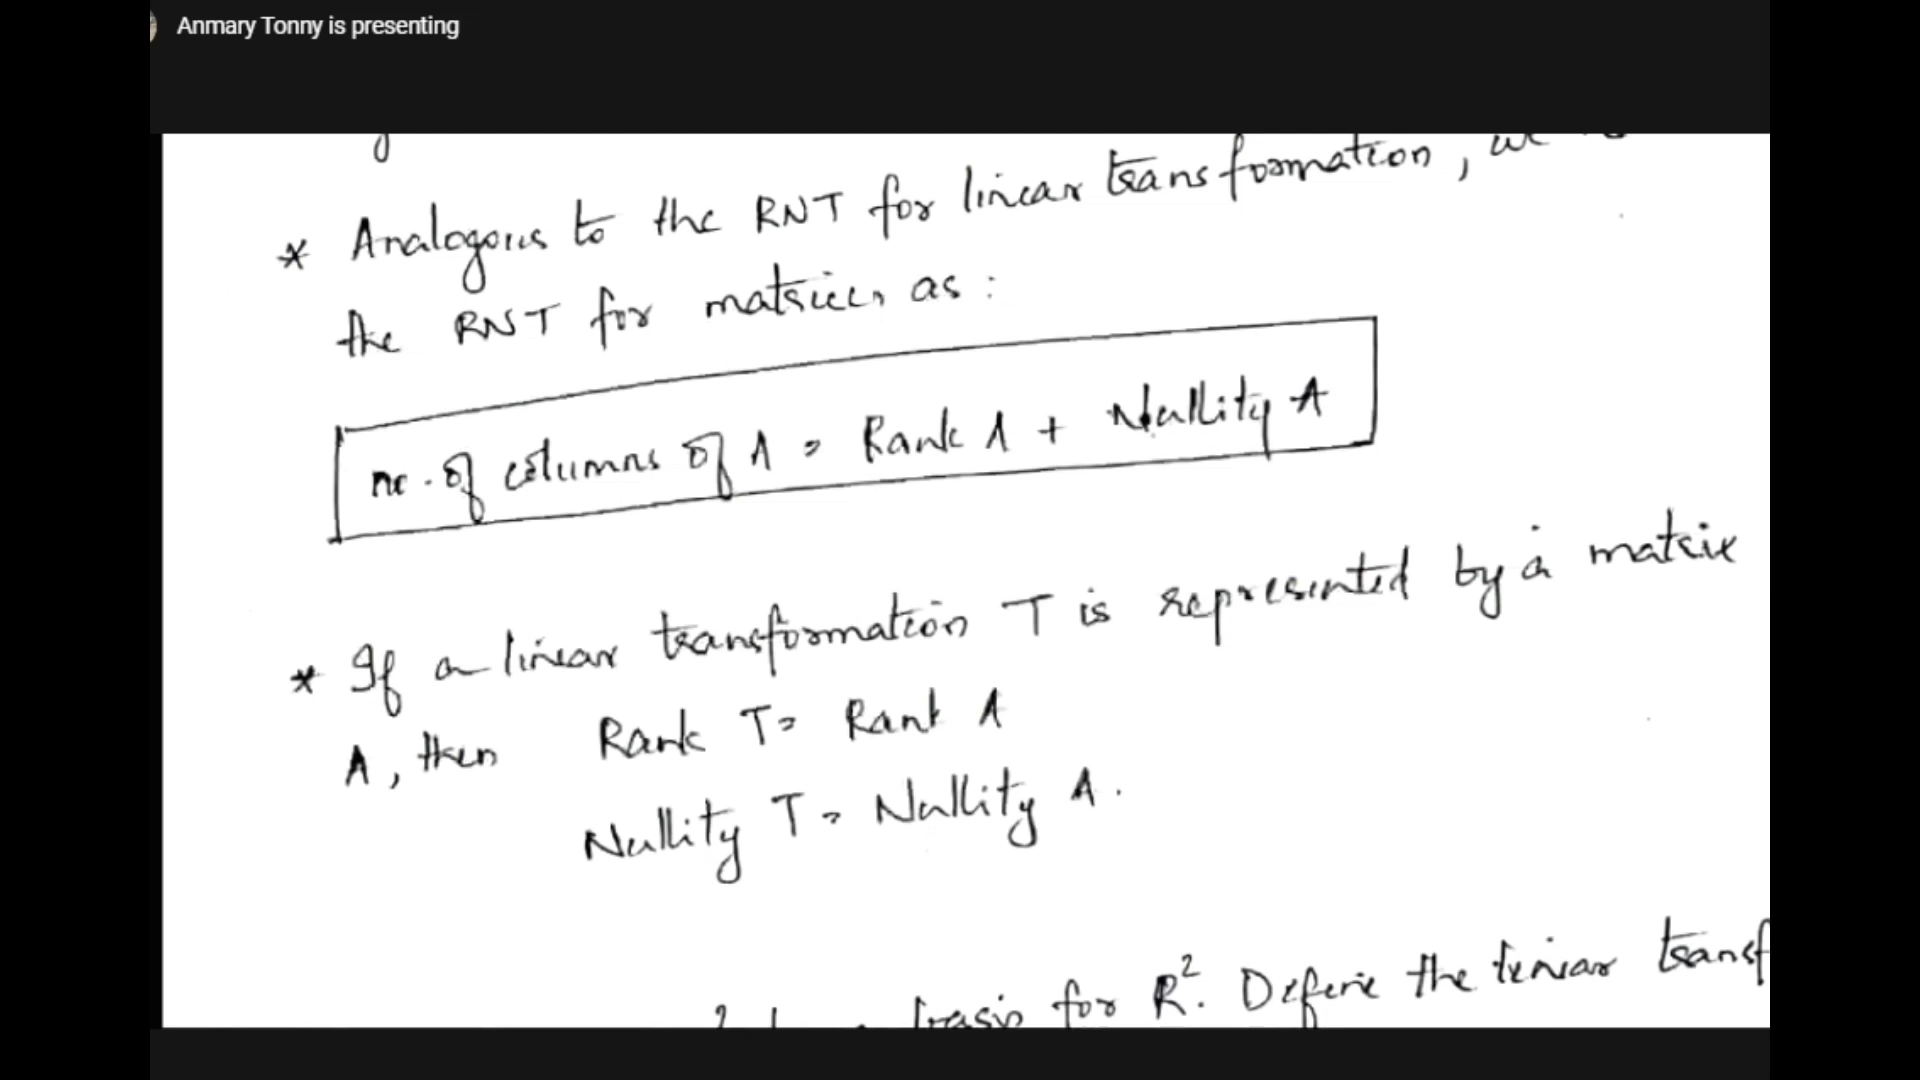 Anmary Tonny is presenting
* Analogous to the RNT for linear transformation, we
the RNT for matrices as :
no. of columns of A = Rank A + Nullity A
* If a linear transformation T is represented by a matrix
A, then Rank T = Rank A
Nullity T = Nullity A.
basis for R². Define the linear transf